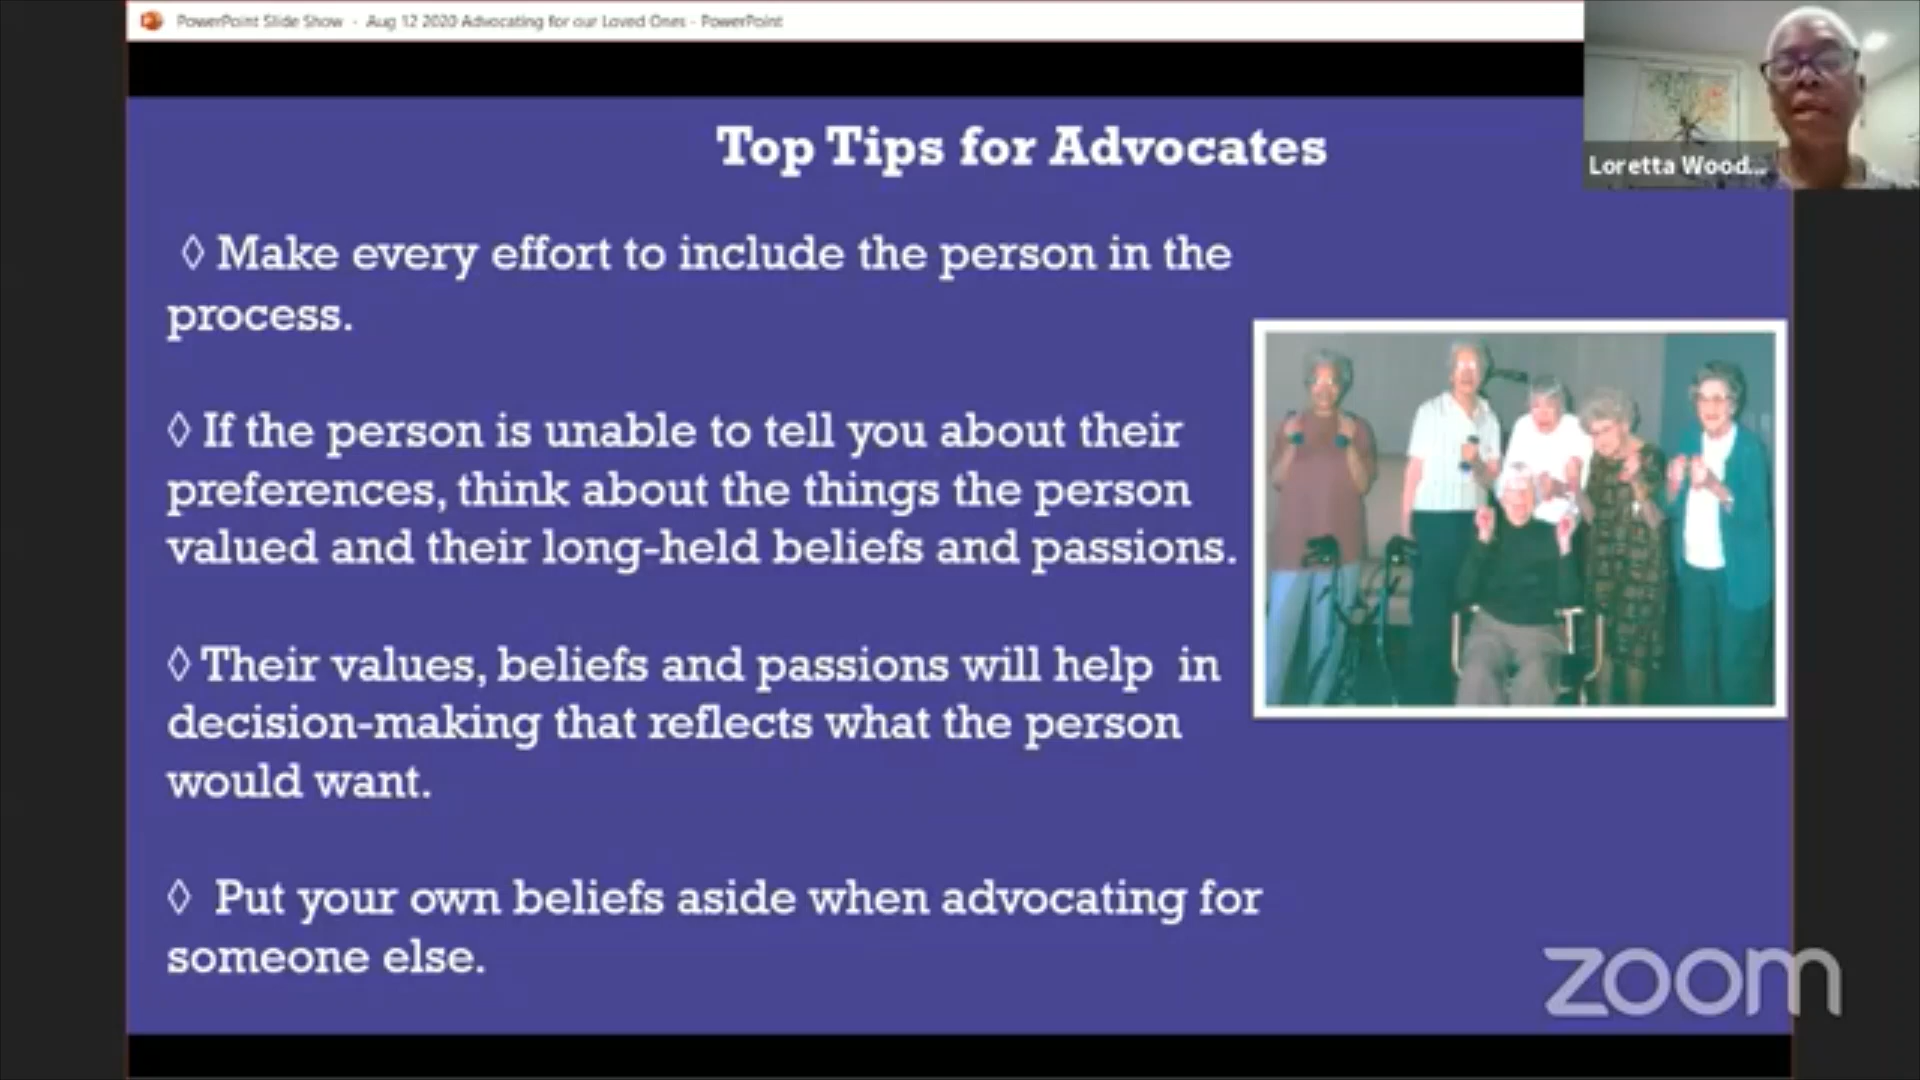 PowerPoint Slide Show - Aug 12 2020 Advocating for our Loved Ones - PowerPoint
Loretta Wood...
Top Tips for Advocates
◊ Make every effort to include the person in the
process.
◊ If the person is unable to tell you about their
preferences, think about the things the person
valued and their long-held beliefs and passions.
◊ Their values, beliefs and passions will help in
decision-making that reflects what the person
would want.
◊ Put your own beliefs aside when advocating for
someone else.
zoom